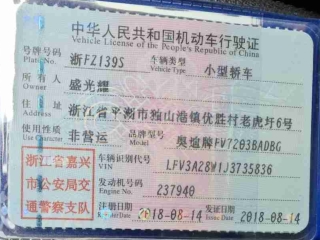 中华人民共和国机动车行驶证
Vehicle License of the People's Republic of China
号牌号码 浙FZ139S 车辆类型 小型轿车
Plate No. Vehicle Type
所有人 盛光耀
Owner
住址 浙江省平湖市独山港镇优胜村老虎圩6号
Address
使用性质 非营运 品牌型号 奥迪牌FV7203BADBG
Use Character Model
浙江省嘉兴
市公安局交
通警察支队
车辆识别代号 LFV3A28W1J3735836
VIN
发动机号码 237940
Engine No.
注册日期 2018-08-14 发证日期 2018-08-14
Register Date Issue Date